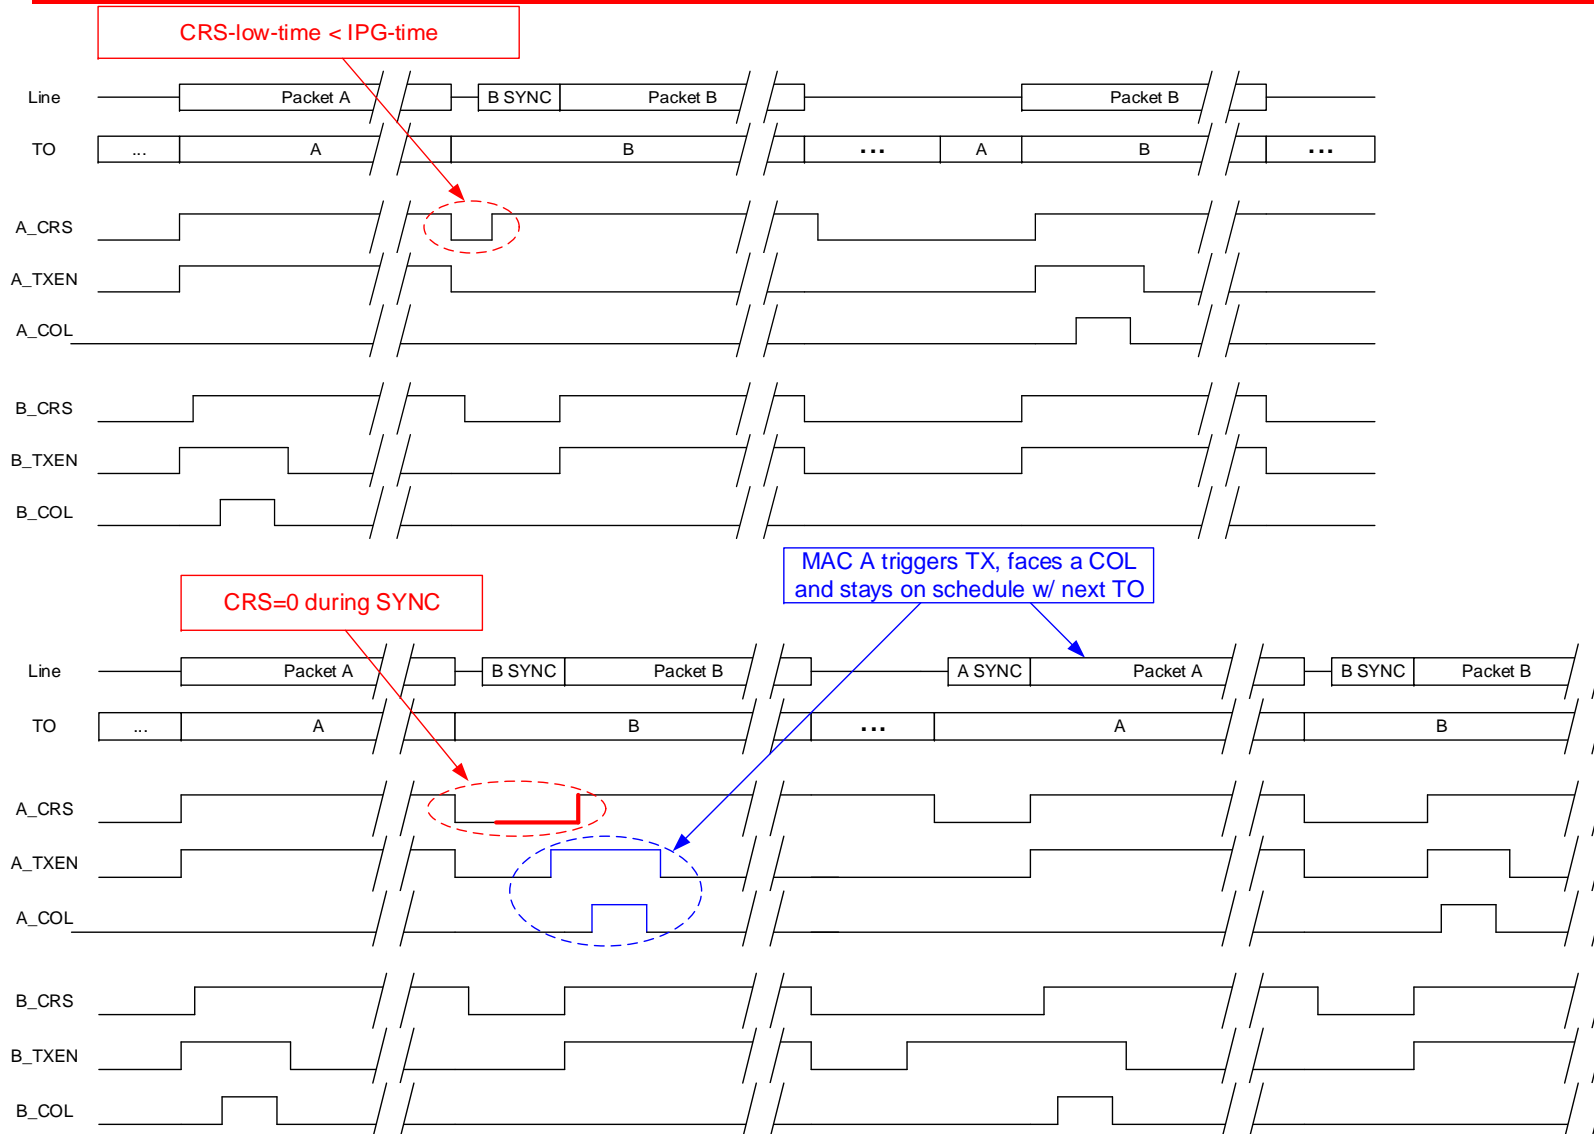 CRS-low-time < IPG-time
Line Packet A B SYNC Packet B Packet B
TO ... A B ... A B ...
A_CRS
A_TXEN
A_COL
B_CRS
B_TXEN
B_COL
MAC A triggers TX, faces a COL
and stays on schedule w/ next TO
CRS=0 during SYNC
Line Packet A B SYNC Packet B A SYNC Packet A B SYNC Packet B
TO ... A B ... A B
A_CRS
A_TXEN
A_COL
B_CRS
B_TXEN
B_COL